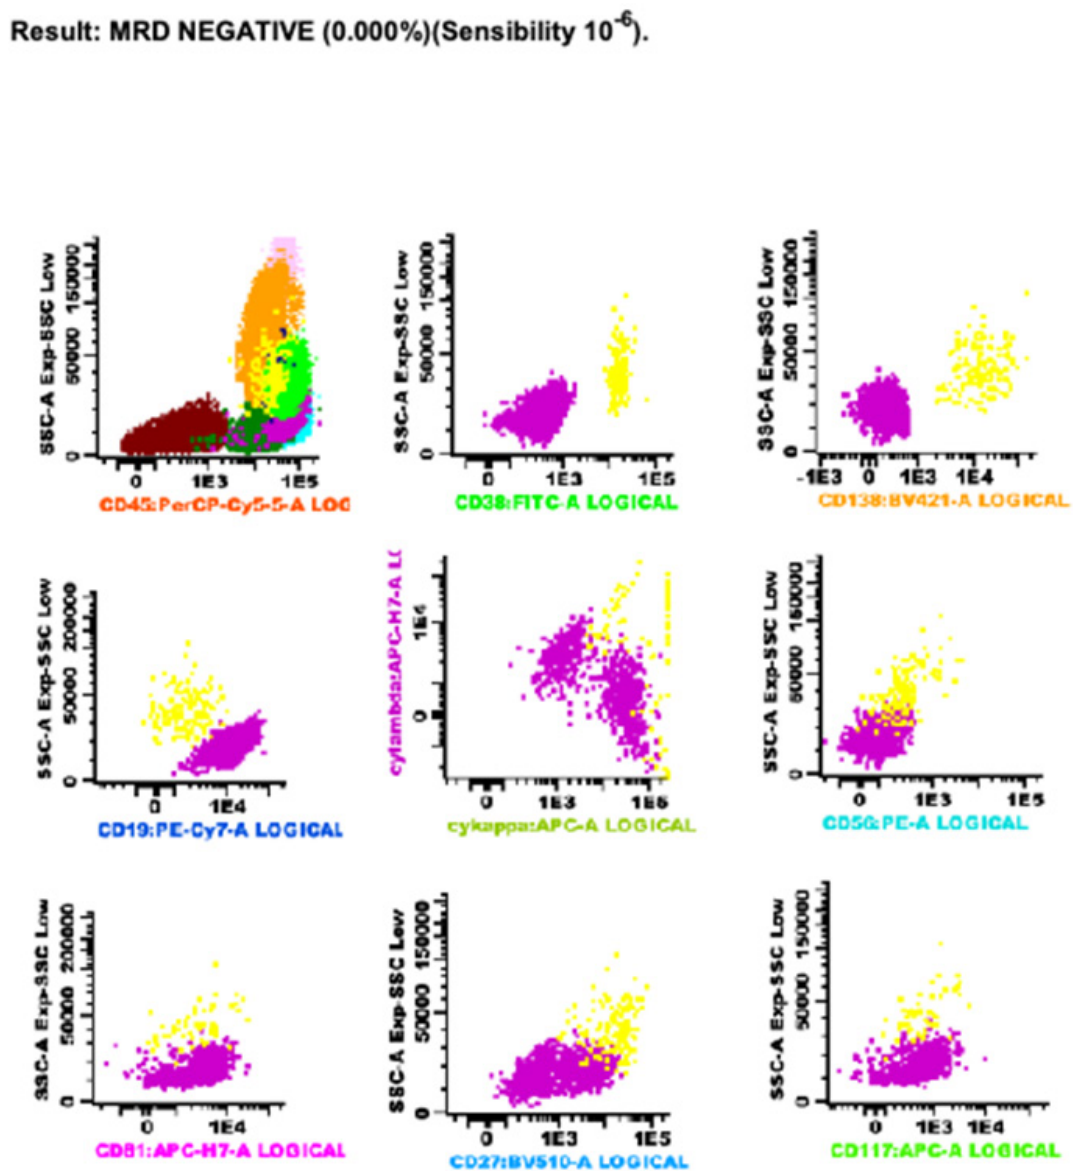 Result: MRD NEGATIVE (0.000%)(Sensibility 10⁻⁶).
SSC-A Exp-SSC Low
0 50000 150000
0 1E3 1E5
CD45:PerCP-Cy5-5-A LOG
SSC-A Exp-SSC Low
0 50000 150000
0 1E3 1E5
CD38:FITC-A LOGICAL
SSC-A Exp-SSC Low
0 50000 150000
-1E3 0 1E3 1E4
CD138:BV421-A LOGICAL
SSC-A Exp-SSC Low
0 50000 200000
0 1E4
CD19:PE-Cy7-A LOGICAL
cylambda:APC-H7-A L
0 1E4
0 1E3 1E5
cykappa:APC-A LOGICAL
SSC-A Exp-SSC Low
0 50000 150000
0 1E3 1E5
CD56:PE-A LOGICAL
SSC-A Exp-SSC Low
0 50000 200000
0 1E4
CD81:APC-H7-A LOGICAL
SSC-A Exp-SSC Low
0 50000 150000
0 1E3 1E5
CD27:BV510-A LOGICAL
SSC-A Exp-SSC Low
0 50000 150000
0 1E3 1E4
CD117:APC-A LOGICAL